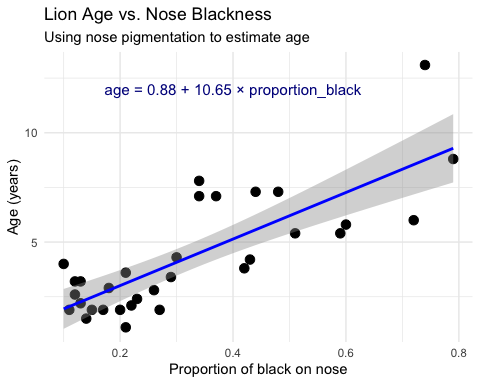 Lion Age vs. Nose Blackness
Using nose pigmentation to estimate age
age = 0.88 + 10.65 × proportion_black
10
5
Age (years)
0.2 0.4 0.6 0.8
Proportion of black on nose